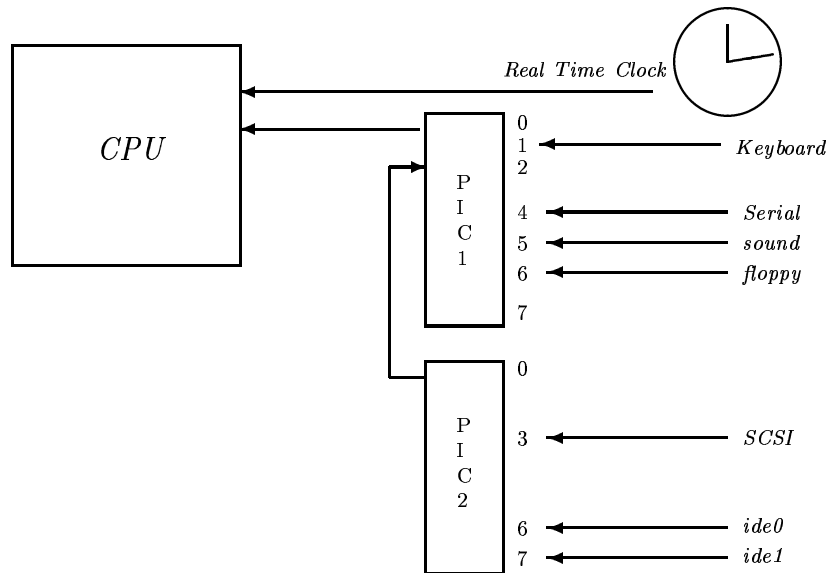 Real Time Clock
CPU
0
1
Keyboard
2
P
I
C
1
4
Serial
5
sound
6
floppy
7
0
P
I
C
2
3
SCSI
6
ide0
7
ide1